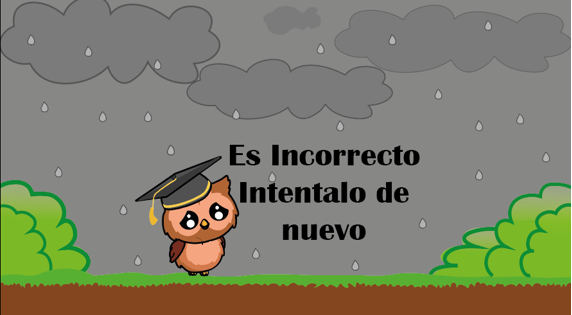 Es Incorrecto
Intentalo de
nuevo